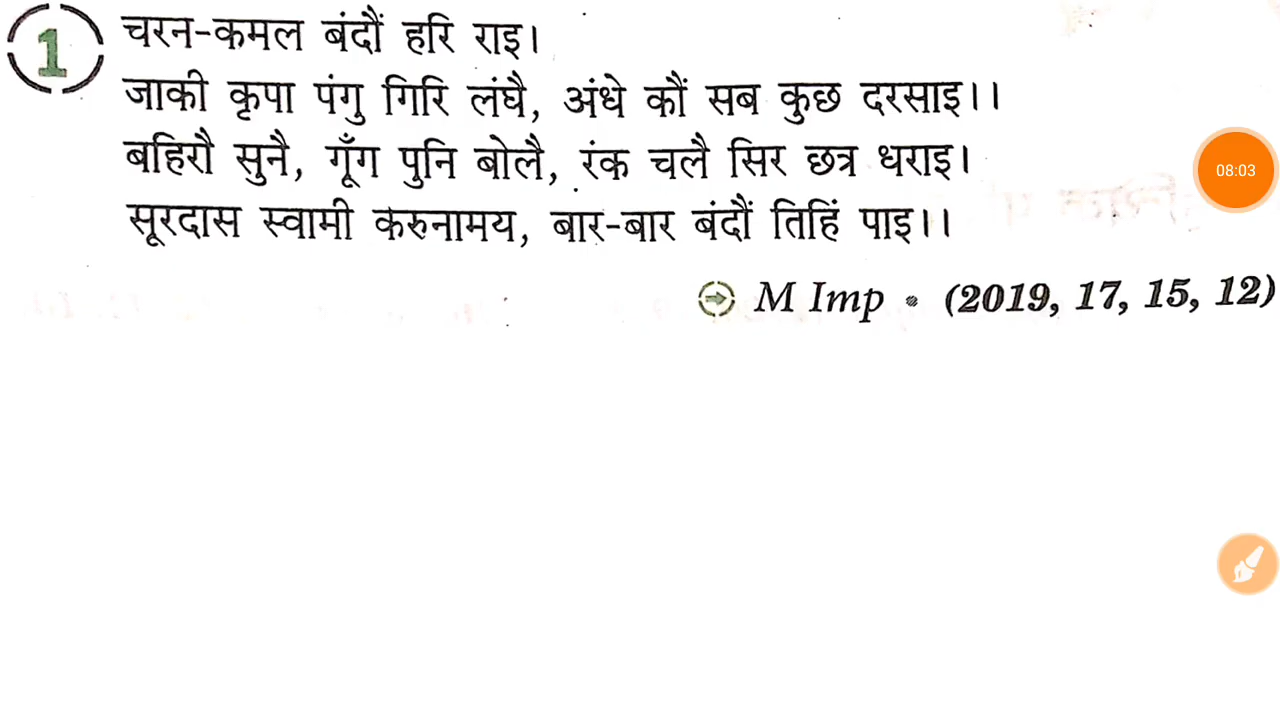 1 चरन-कमल बंदौं हरि राइ।
जाकी कृपा पंगु गिरि लंघै, अंधे कौं सब कुछ दरसाइ।।
बहिरौ सुनै, गूँग पुनि बोलै, रंक चलै सिर छत्र धराइ।
08:03
सूरदास स्वामी करुनामय, बार-बार बंदौं तिहिं पाइ।।
M Imp • (2019, 17, 15, 12)